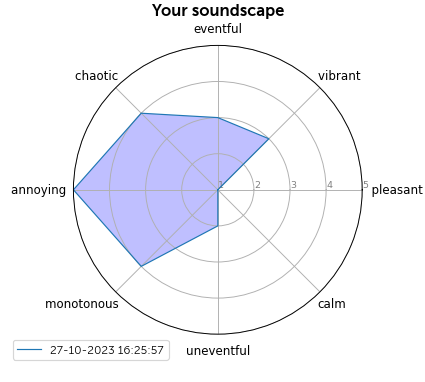 Your soundscape
eventful
chaotic
vibrant
annoying
1
2
3
4
5
pleasant
monotonous
calm
27-10-2023 16:25:57
uneventful